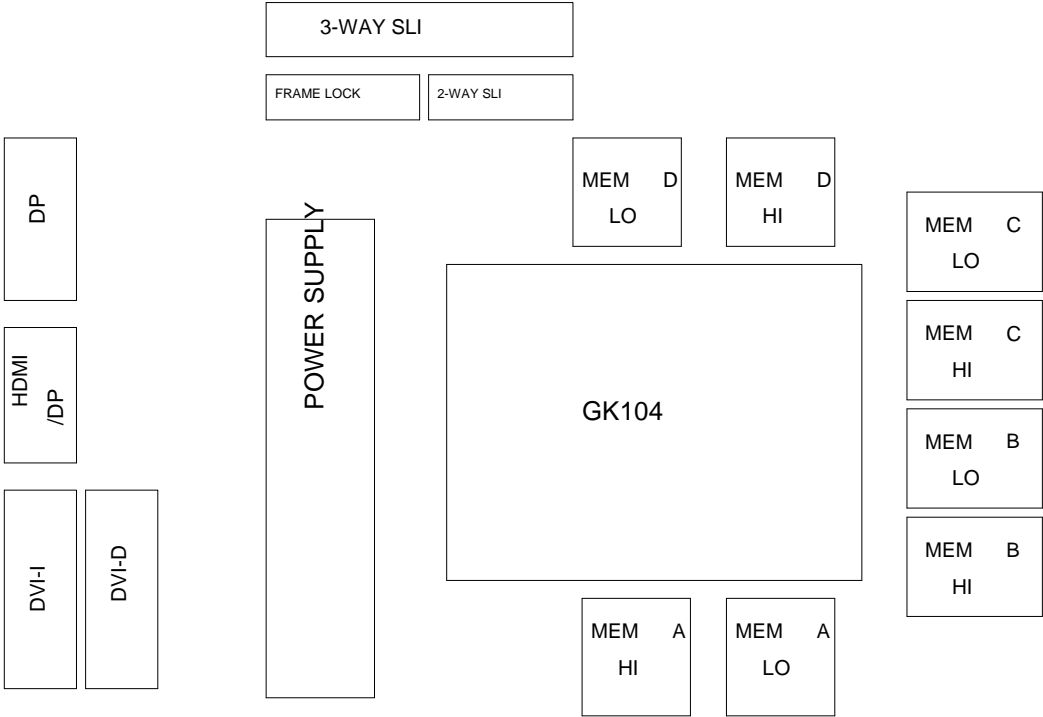 3-WAY SLI
FRAME LOCK
2-WAY SLI
DP
HDMI
/DP
DVI-I
DVI-D
POWER SUPPLY
MEM D
LO
MEM D
HI
GK104
MEM C
LO
MEM C
HI
MEM B
LO
MEM B
HI
MEM A
HI
MEM A
LO